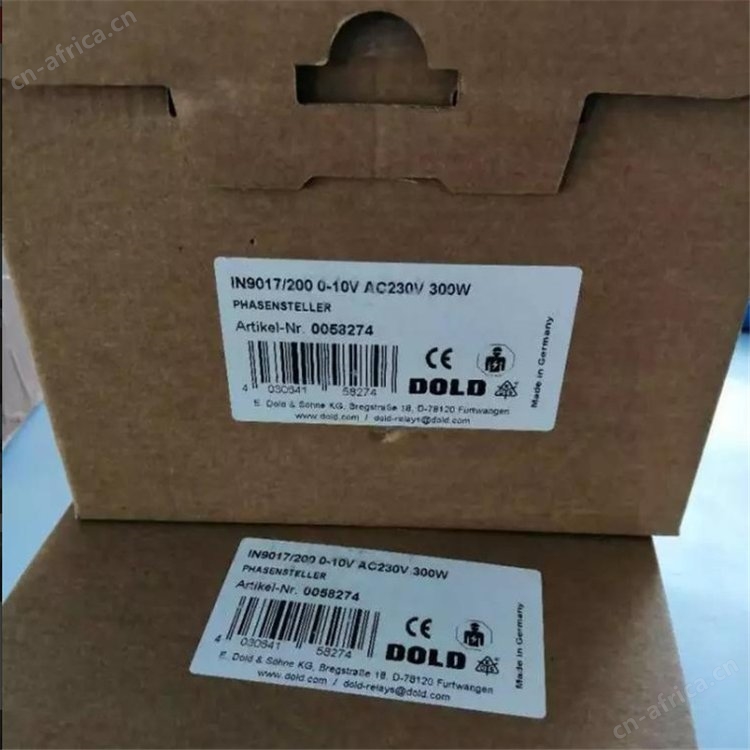 cn-africa.cn
IN9017/200 0-10V AC230V 300W
PHASENSTELLER
Artikel-Nr. 0058274
4 030641 58274
CE
DOLD
Made in Germany
E. Dold & Söhne KG, Bregstraße 18, D-78120 Furtwangen
www.dold.com / dold-relays@dold.com
IN9017/200 0-10V AC230V 300W
PHASENSTELLER
Artikel-Nr. 0058274
4 030641 58274
CE
DOLD
Made in Germany
E. Dold & Söhne KG, Bregstraße 18, D-78120 Furtwangen
www.dold.com / dold-relays@dold.com
cn-africa.cn